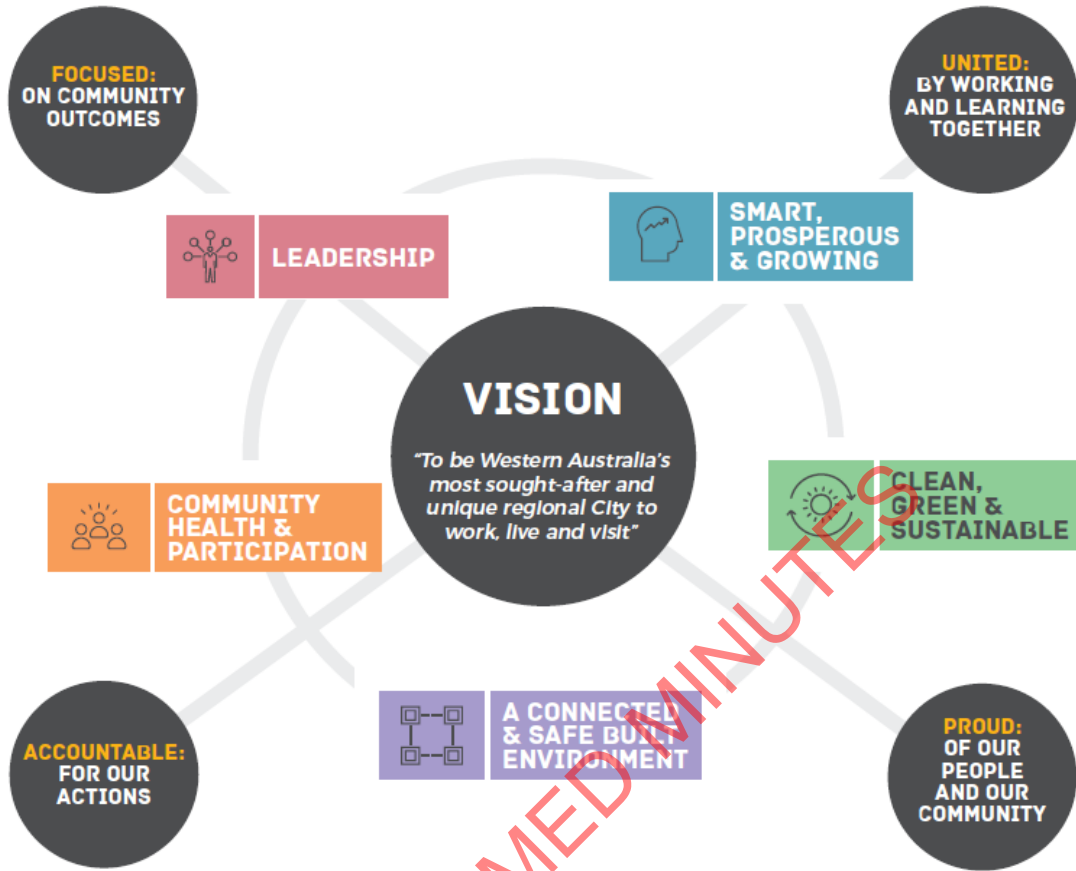 FOCUSED:
ON COMMUNITY
OUTCOMES
UNITED:
BY WORKING
AND LEARNING
TOGETHER
LEADERSHIP
SMART,
PROSPEROUS
& GROWING
VISION
“To be Western Australia’s
most sought-after and
unique regional City to
work, live and visit”
COMMUNITY
HEALTH &
PARTICIPATION
CLEAN,
GREEN &
SUSTAINABLE
A CONNECTED
& SAFE BUILT
ENVIRONMENT
ACCOUNTABLE:
FOR OUR
ACTIONS
PROUD:
OF OUR
PEOPLE
AND OUR
COMMUNITY
MED MINUTES